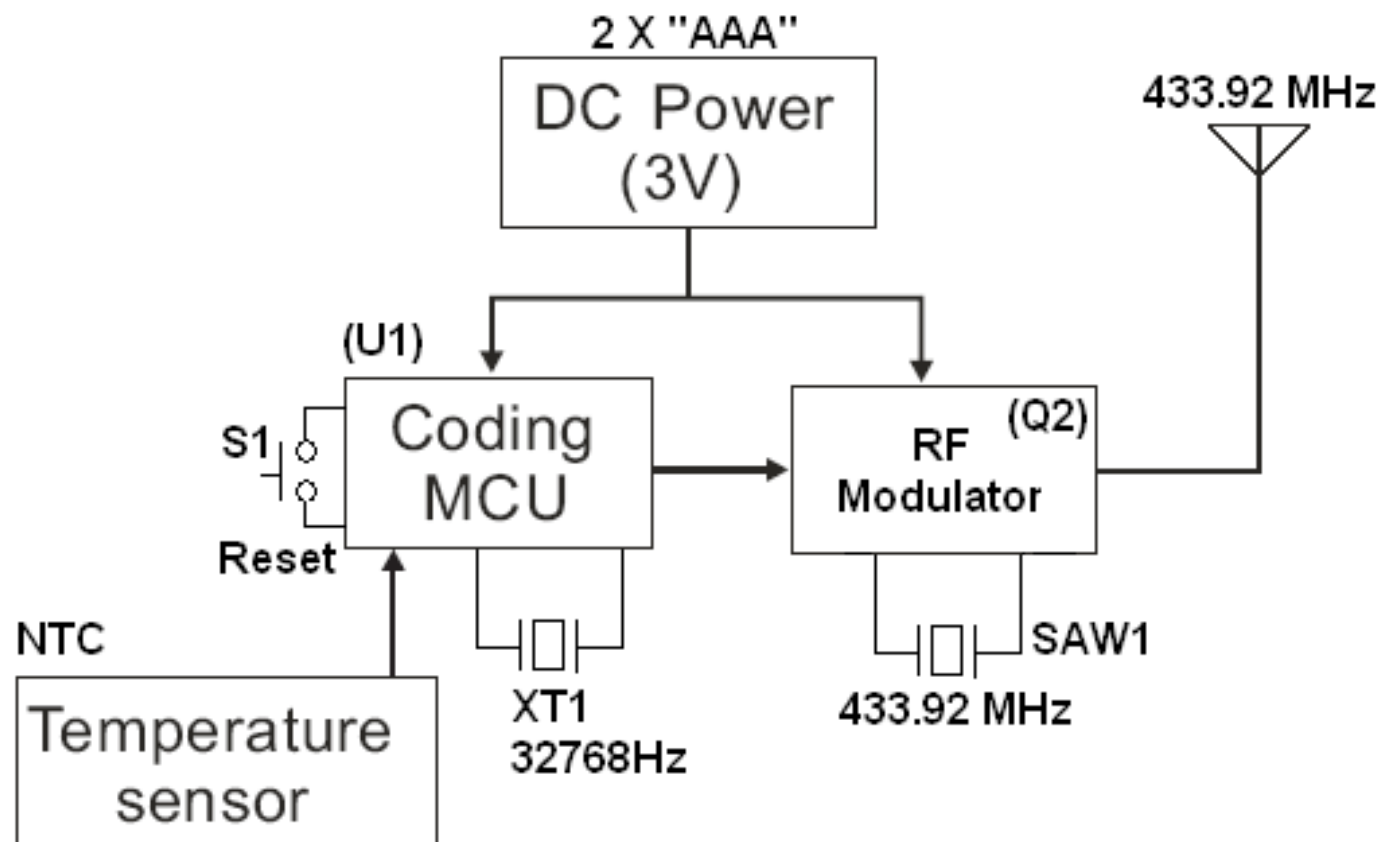 2 X "AAA"
DC Power
(3V)
433.92 MHz
(U1)
Coding
MCU
S1
Reset
(Q2)
RF
Modulator
NTC
Temperature
sensor
XT1
32768Hz
SAW1
433.92 MHz